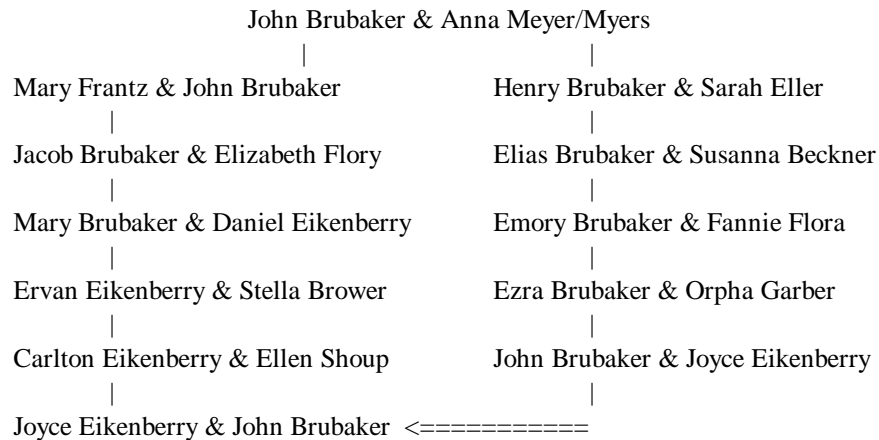 John Brubaker & Anna Meyer/Myers
| |
Mary Frantz & John Brubaker Henry Brubaker & Sarah Eller
| |
Jacob Brubaker & Elizabeth Flory Elias Brubaker & Susanna Beckner
| |
Mary Brubaker & Daniel Eikenberry Emory Brubaker & Fannie Flora
| |
Ervan Eikenberry & Stella Brower Ezra Brubaker & Orpha Garber
| |
Carlton Eikenberry & Ellen Shoup John Brubaker & Joyce Eikenberry
| |
Joyce Eikenberry & John Brubaker <===========